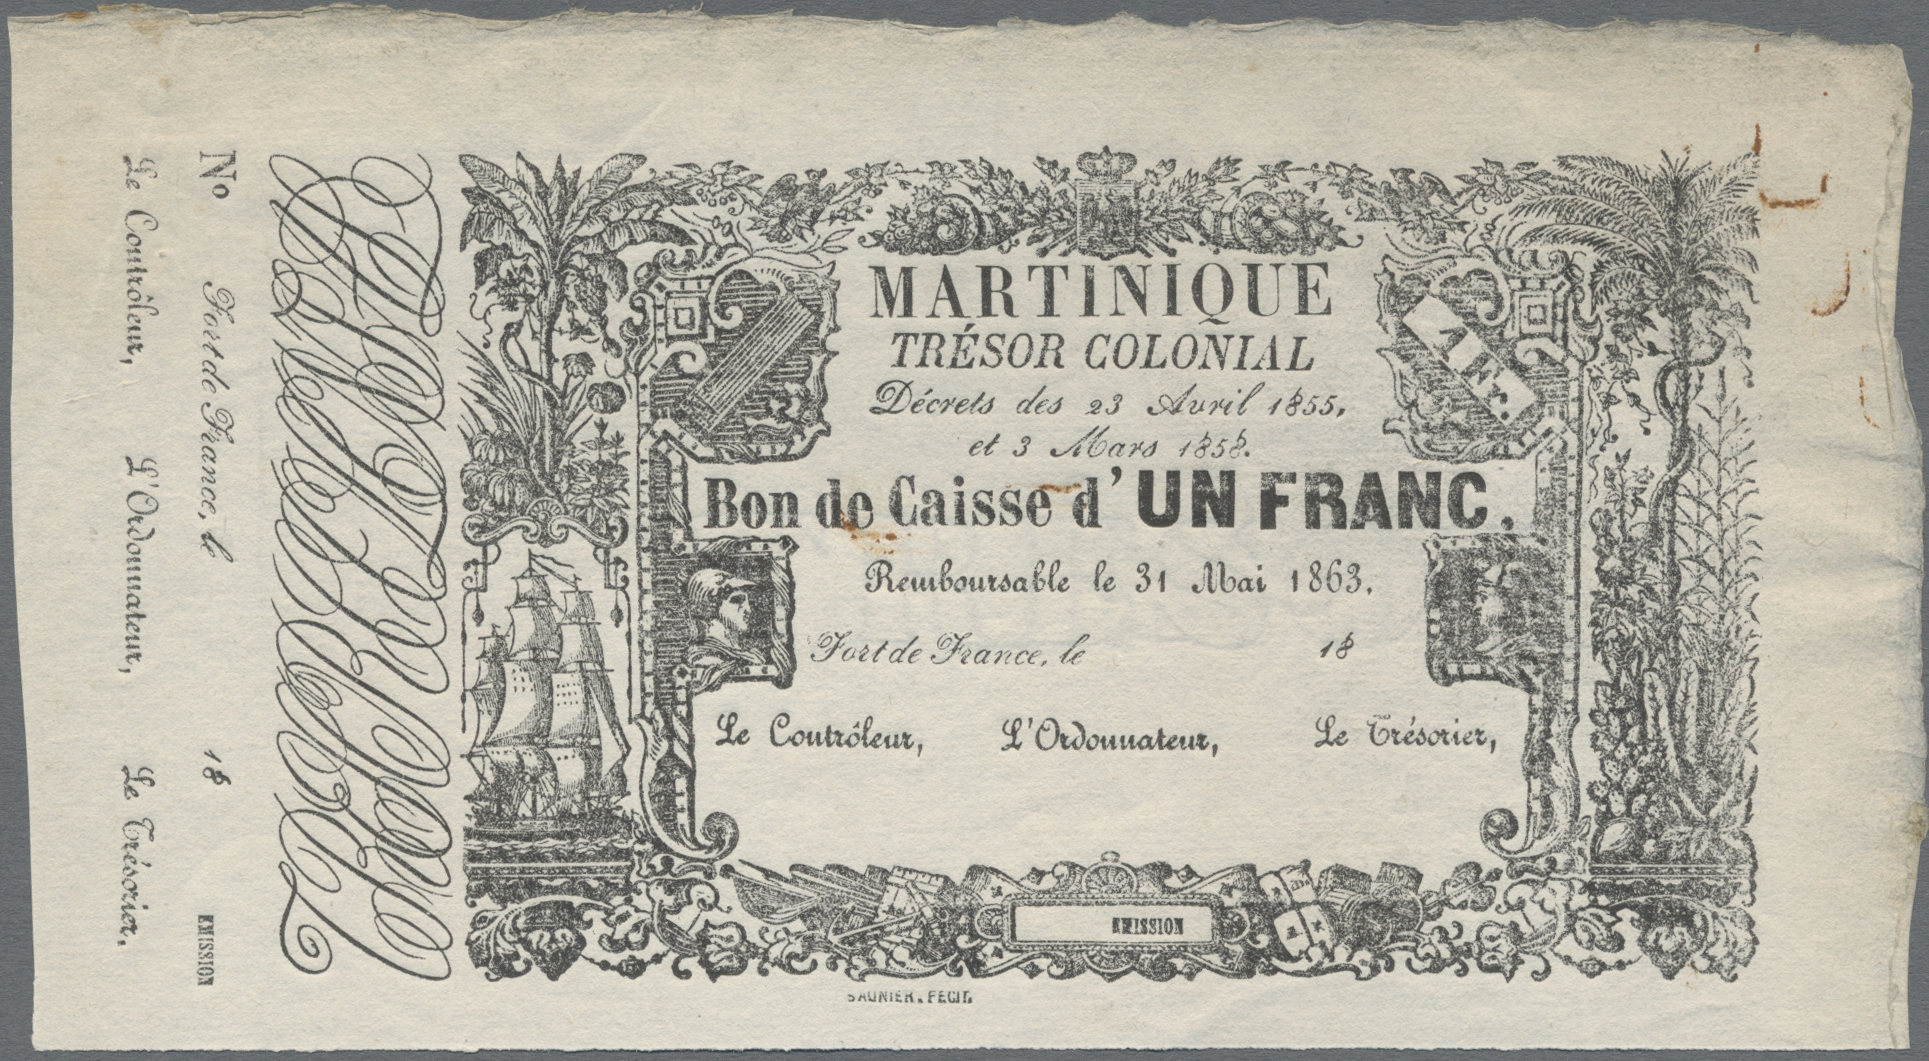 Nº Fort de France, le 18 EMISSION
Le Contrôleur, L'Ordonnateur, Le Trésorier,
MARTINIQUE
TRÉSOR COLONIAL
Décrets des 23 Avril 1855,
et 3 Mars 1858.
1 Fr.
Bon de Caisse d'UN FRANC.
Remboursable le 31 Mai 1863.
Fort de France, le 18
Le Contrôleur, L'Ordonnateur, Le Trésorier,
EMISSION
SAUNIER. FECIT.